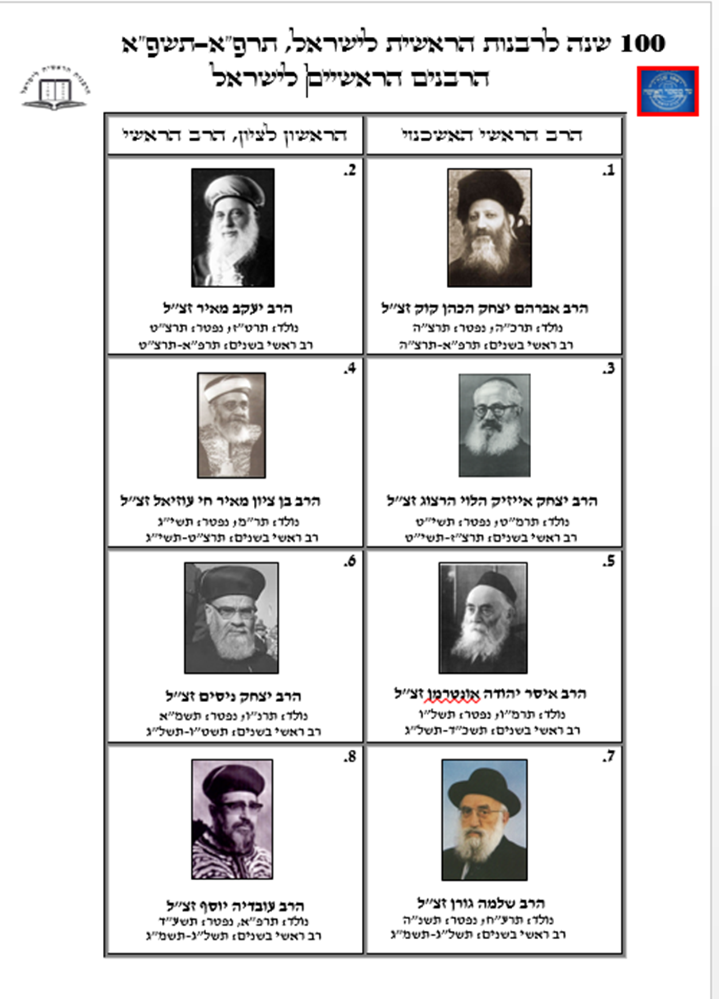 100 שנה לרבנות הראשית לישראל, תרפ"א–תשפ"א
הרבנים הראשיים לישראל
הרבנות הראשית לישראל
הרב הראשי האשכנזי
הראשון לציון, הרב הראשי
1.
הרב אברהם יצחק הכהן קוק זצ"ל
נולד: תרכ"ה; נפטר: תרצ"ה
רב ראשי בשנים: תרפ"א-תרצ"ה
2.
הרב יעקב מאיר זצ"ל
נולד: תרט"ז; נפטר: תרצ"ט
רב ראשי בשנים: תרפ"א-תרצ"ט
3.
הרב יצחק אייזיק הלוי הרצוג זצ"ל
נולד: תרמ"ט; נפטר: תשי"ט
רב ראשי בשנים: תרצ"ז-תשי"ט
4.
הרב בן ציון מאיר חי עוזיאל זצ"ל
נולד: תר"מ; נפטר: תשי"ג
רב ראשי בשנים: תרצ"ט-תשי"ג
5.
הרב איסר יהודה אונטרמן זצ"ל
נולד: תרמ"ו; נפטר: תשל"ו
רב ראשי בשנים: תשכ"ד-תשל"ג
6.
הרב יצחק ניסים זצ"ל
נולד: תרנ"ו; נפטר: תשמ"א
רב ראשי בשנים: תשט"ו-תשל"ג
7.
הרב שלמה גורן זצ"ל
נולד: תרע"ח; נפטר: תשנ"ה
רב ראשי בשנים: תשל"ג-תשמ"ג
8.
הרב עובדיה יוסף זצ"ל
נולד: תרפ"א, נפטר: תשע"ד
רב ראשי בשנים: תשל"ג-תשמ"ג